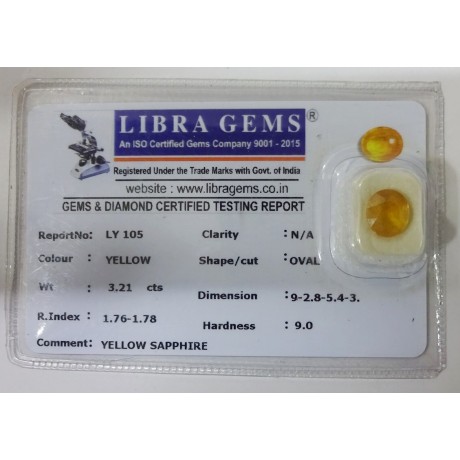 LIBRA GEMS ®
An ISO Certified Gems Company 9001 - 2015
Registered Under the Trade Marks with Govt. of India
website : www.libragems.co.in
GEMS & DIAMOND CERTIFIED TESTING REPORT
ReportNo: LY 105 Clarity : N/A
Colour : YELLOW Shape/cut : OVAL
Wt : 3.21 cts Dimension : 9-2.8-5.4-3.
R.Index : 1.76-1.78 Hardness : 9.0
Comment: YELLOW SAPPHIRE